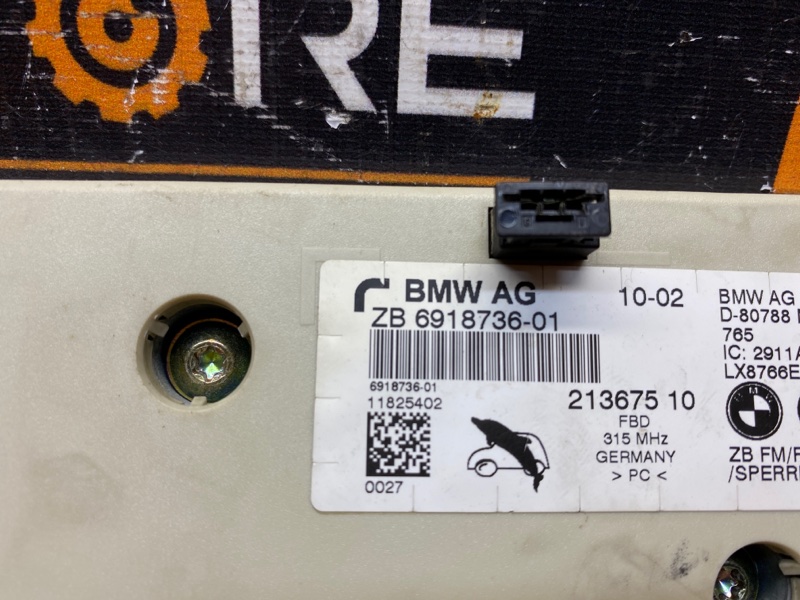 RE
BMW AG 10-02
ZB 6918736-01
6918736-01
11825402
213675 10
FBD
315 MHz
GERMANY
> PC <
0027
BMW AG
D-80788
765
IC: 2911A
LX8766E
BMW
ZB FM/F
/SPERR